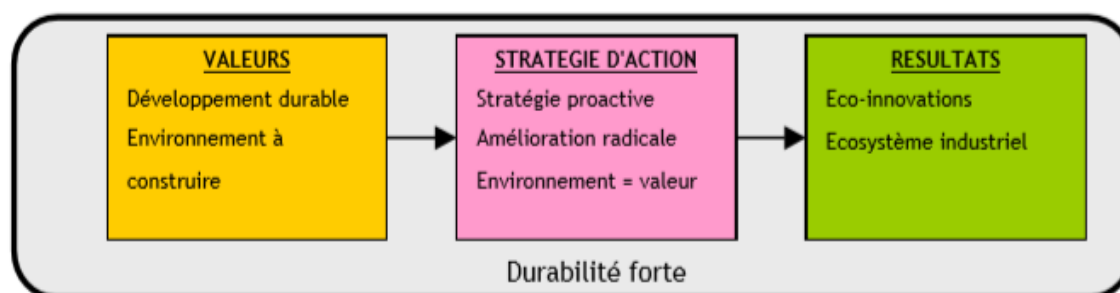 VALEURS
Développement durable
Environnement à
construire
STRATEGIE D'ACTION
Stratégie proactive
Amélioration radicale
Environnement = valeur
RESULTATS
Eco-innovations
Ecosystème industriel
Durabilité forte